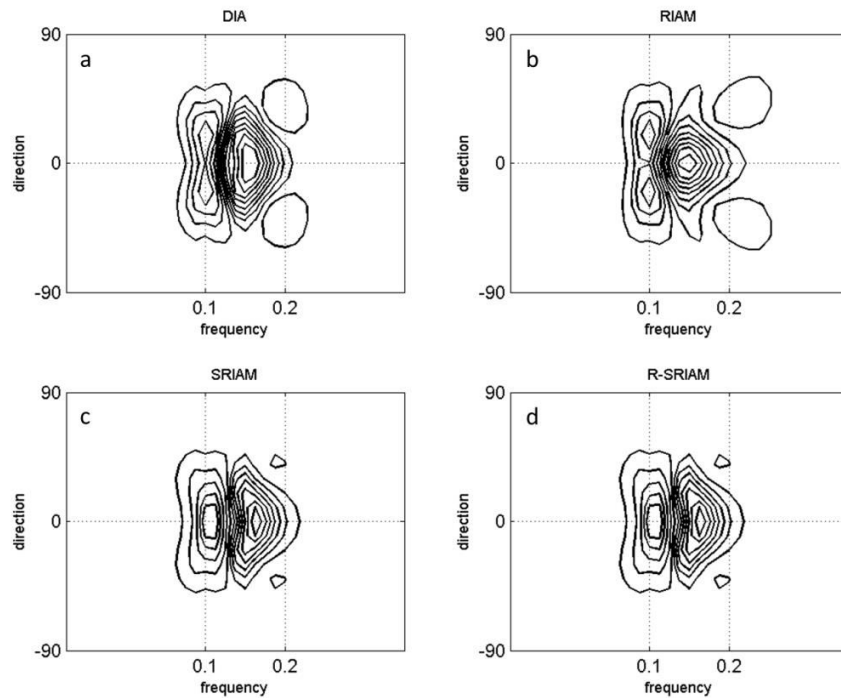 DIA
90
a
direction
0
-90
0.1
0.2
frequency
RIAM
90
b
direction
0
-90
0.1
0.2
frequency
SRIAM
90
c
direction
0
-90
0.1
0.2
frequency
R-SRIAM
90
d
direction
0
-90
0.1
0.2
frequency